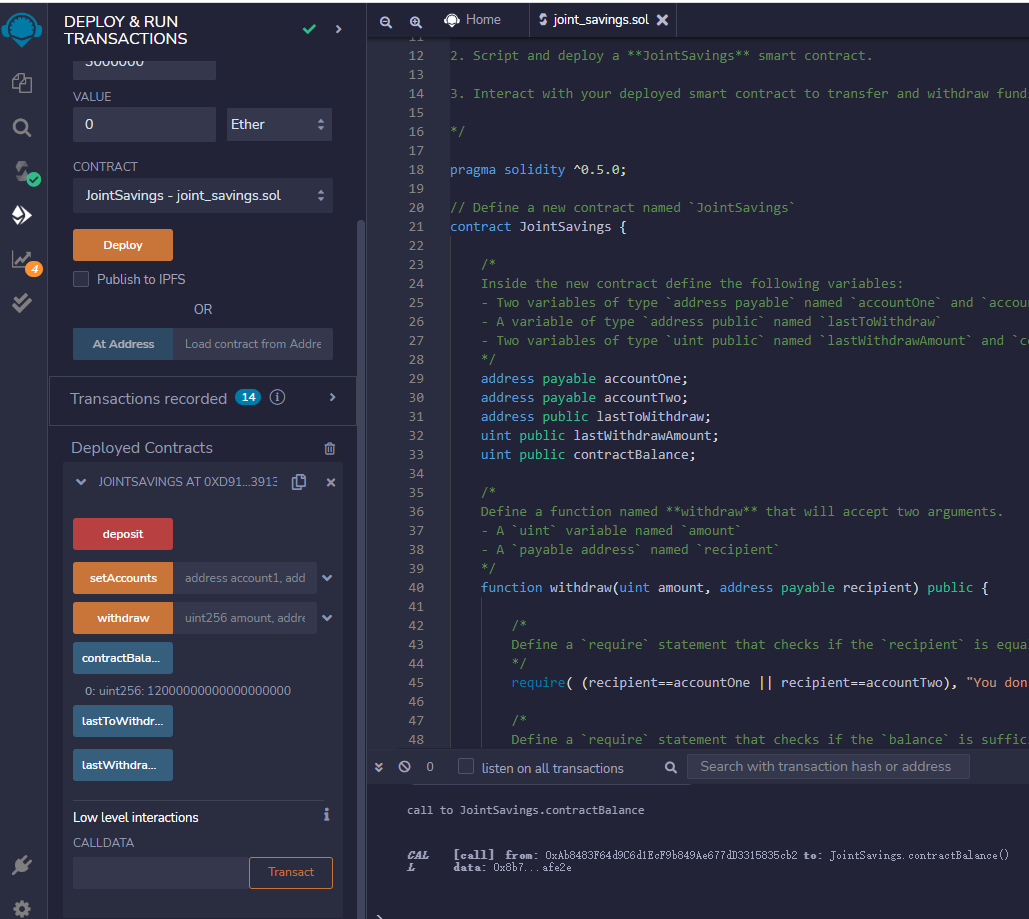 DEPLOY & RUN
TRANSACTIONS
3000000
VALUE
0
Ether
CONTRACT
JointSavings - joint_savings.sol
Deploy
Publish to IPFS
OR
At Address
Load contract from Addre
Transactions recorded 14
Deployed Contracts
JOINTSAVINGS AT 0XD91...3913
deposit
setAccounts
address account1, add
withdraw
uint256 amount, addre
contractBala...
0: uint256: 12000000000000000000
lastToWithdr...
lastWithdra...
Low level interactions
CALLDATA
Transact
4
Home
joint_savings.sol
11
12 2. Script and deploy a **JointSavings** smart contract.
13
14 3. Interact with your deployed smart contract to transfer and withdraw fund
15
16 */
17
18 pragma solidity ^0.5.0;
19
20 // Define a new contract named `JointSavings`
21 contract JointSavings {
22
23 /*
24 Inside the new contract define the following variables:
25 - Two variables of type `address payable` named `accountOne` and `accou
26 - A variable of type `address public` named `lastToWithdraw`
27 - Two variables of type `uint public` named `lastWithdrawAmount` and `co
28 */
29 address payable accountOne;
30 address payable accountTwo;
31 address public lastToWithdraw;
32 uint public lastWithdrawAmount;
33 uint public contractBalance;
34
35 /*
36 Define a function named **withdraw** that will accept two arguments.
37 - A `uint` variable named `amount`
38 - A `payable address` named `recipient`
39 */
40 function withdraw(uint amount, address payable recipient) public {
41
42 /*
43 Define a `require` statement that checks if the `recipient` is equa
44 */
45 require( (recipient==accountOne || recipient==accountTwo), "You don
46
47 /*
48 Define a `require` statement that checks if the `balance` is suffic
0
listen on all transactions
Search with transaction hash or address
call to JointSavings.contractBalance
CAL [call] from: 0xAb8483F64d9C6d1EcF9b849Ae677dD3315835cb2 to: JointSavings.contractBalance()
L data: 0x8b7...afe2e